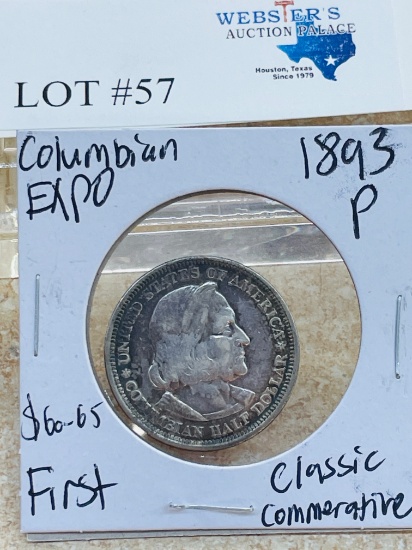 WEBSTER'S
AUCTION PALACE
Houston, Texas
Since 1979
LOT #57
Columbian
EXPO
1893
P
UNITED STATES OF AMERICA
COLUMBIAN HALF DOLLAR
$60-65
First
Classic
Commerative